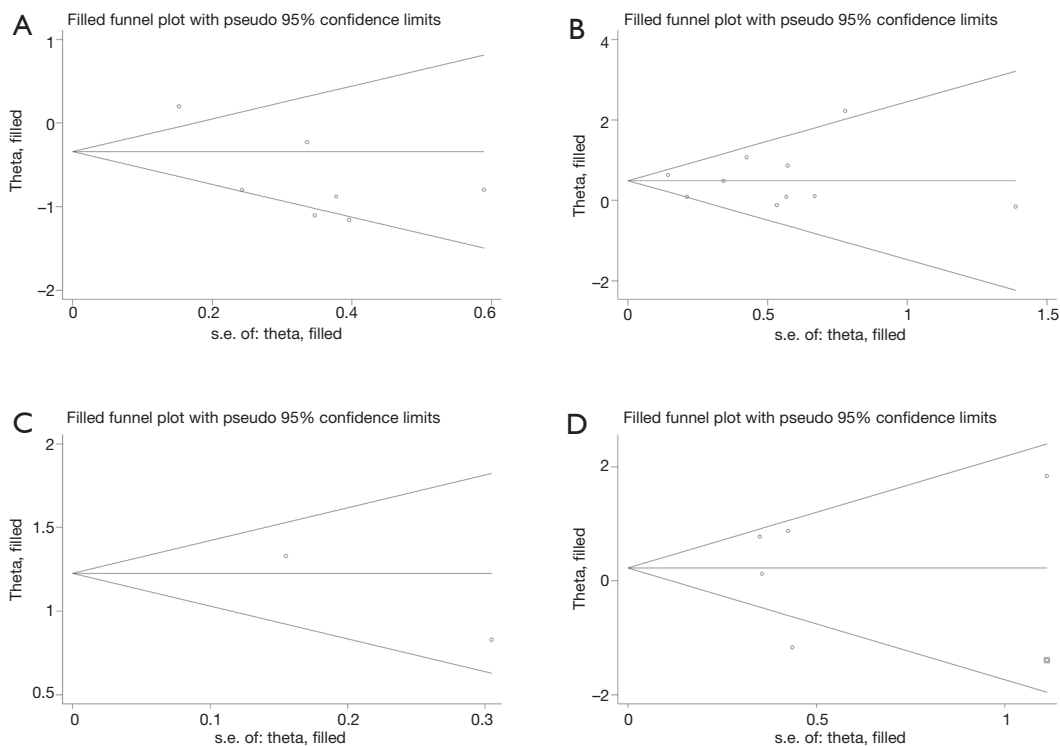 A
Filled funnel plot with pseudo 95% confidence limits
1
0
−1
−2
Theta, filled
0
0.2
0.4
0.6
s.e. of: theta, filled
B
Filled funnel plot with pseudo 95% confidence limits
4
2
0
−2
Theta, filled
0
0.5
1
1.5
s.e. of: theta, filled
C
Filled funnel plot with pseudo 95% confidence limits
2
1.5
1
0.5
Theta, filled
0
0.1
0.2
0.3
s.e. of: theta, filled
D
Filled funnel plot with pseudo 95% confidence limits
2
0
−2
Theta, filled
0
0.5
1
s.e. of: theta, filled